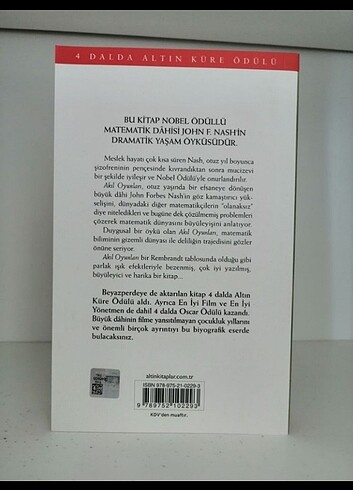 4 DALDA ALTIN KÜRE ÖDÜLÜ
BU KİTAP NOBEL ÖDÜLLÜ
MATEMATİK DÂHİSİ JOHN F. NASH'İN
DRAMATİK YAŞAM ÖYKÜSÜDÜR.
Meslek hayatı çok kısa süren Nash, otuz yıl boyunca
şizofreninin pençesinde kıvrandıktan sonra mucizevi
bir şekilde iyileşir ve Nobel Ödülü'yle onurlandırılır.
Akıl Oyunları, otuz yaşında bir efsaneye dönüşen
büyük dâhi John Forbes Nash'in göz kamaştırıcı yük-
selişini, dünyadaki diğer matematikçilerin "olanaksız"
diye niteledikleri ve bugüne dek çözülmemiş problemleri
çözerek matematik dünyasını büyüleyişini anlatıyor.
Duygusal bir öykü olan Akıl Oyunları, matematik
biliminin gizemli dünyası ile deliliğin trajedisini gözler
önüne seriyor.
Akıl Oyunları bir Rembrandt tablosunda olduğu gibi
parlak ışık efektleriyle bezenmiş, çok iyi yazılmış,
büyüleyici ve harika bir kitap...
Beyazperdeye de aktarılan kitap 4 dalda Altın
Küre Ödülü aldı. Ayrıca En İyi Film ve En İyi
Yönetmen de dahil 4 dalda Oscar Ödülü kazandı.
Büyük dâhinin filme yansıtılmayan çocukluk yıllarını
ve önemli birçok ayrıntıyı bu biyografik eserde
bulacaksınız.
altinkitaplar.com.tr
ISBN 978-975-21-0229-3
9 789752 102293
KDV'den muaftır.